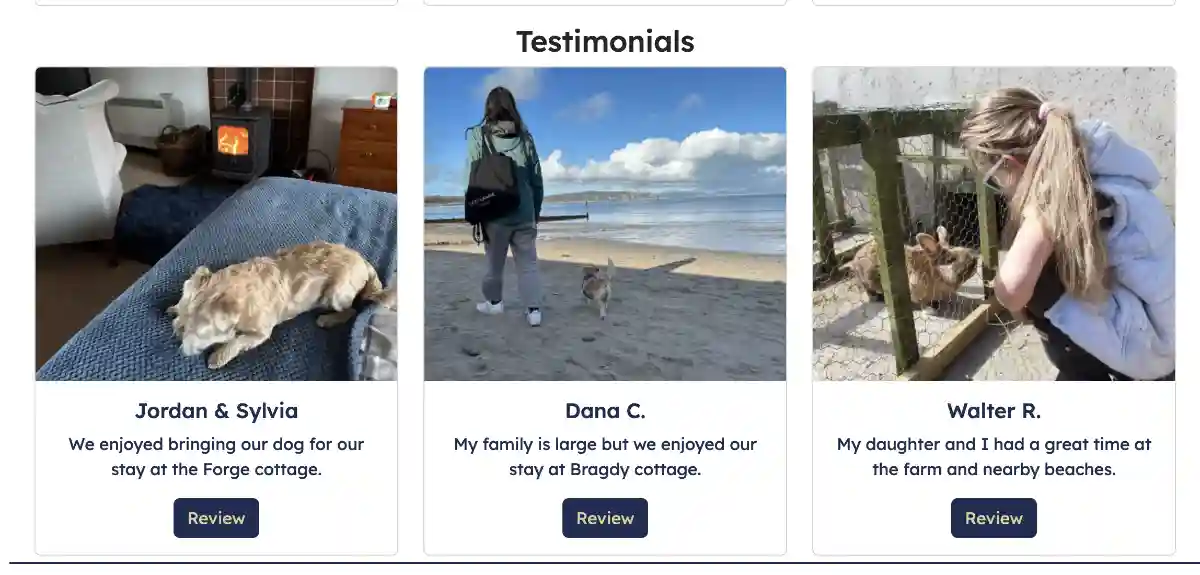 Testimonials
Jordan & Sylvia
We enjoyed bringing our dog for our
stay at the Forge cottage.
Review
Dana C.
My family is large but we enjoyed our
stay at Bragdy cottage.
Review
Walter R.
My daughter and I had a great time at
the farm and nearby beaches.
Review